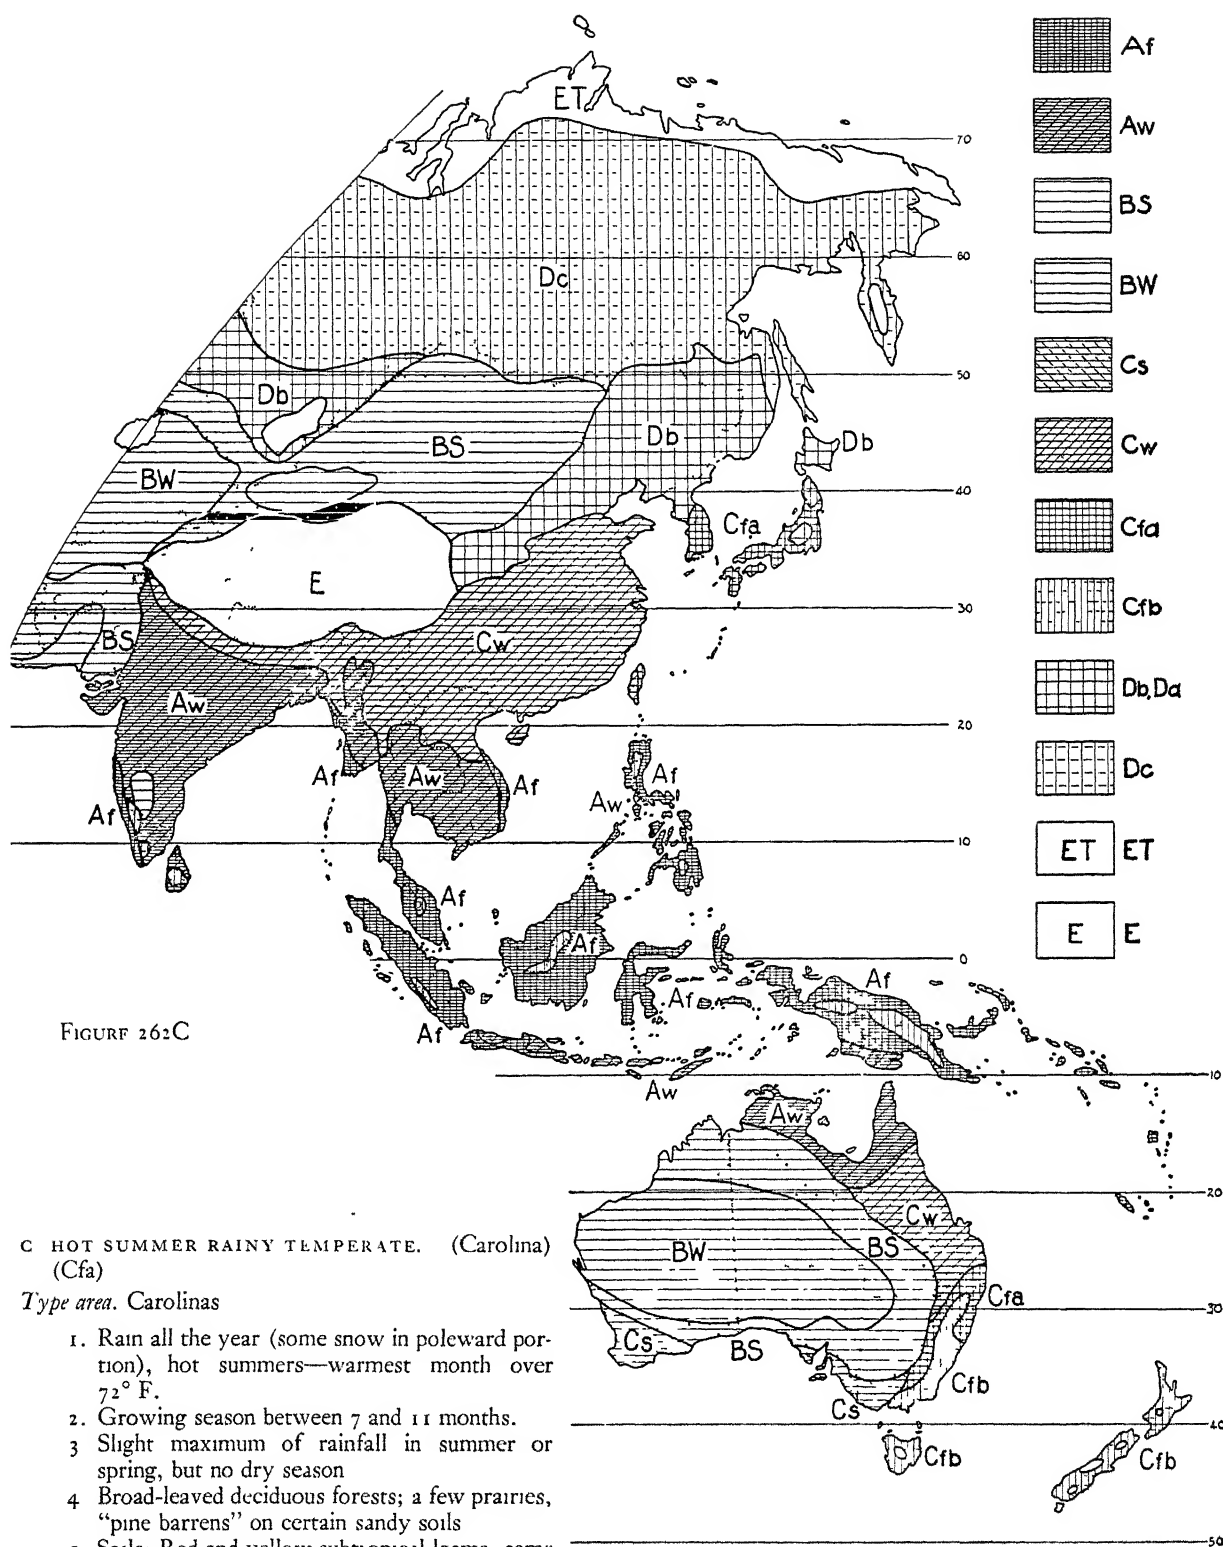 Af
Aw
BS
BW
Cs
Cw
Cfa
Cfb
Db, Da
Dc
ET ET
E E
ET
70
Dc
60
50
Db
Db
Db
BS
BW
40
Cfa
E
30
BS
Cw
Aw
20
Af
Aw
Af
Af
Aw
Af
10
Af
Af
0
Af
Af
Af
Aw
10
FIGURF 262C
Aw
20
Cw
BW
BS
Cfa
30
Cs
BS
Cfb
Cs
40
Cfb
Cfb
50
C HOT SUMMER RAINY TEMPERATE. (Carolina)
(Cfa)
Type area. Carolinas
1. Rain all the year (some snow in poleward por-
tion), hot summers—warmest month over
72° F.
2. Growing season between 7 and 11 months.
3 Slight maximum of rainfall in summer or
spring, but no dry season
4 Broad-leaved deciduous forests; a few prairies,
"pine barrens" on certain sandy soils